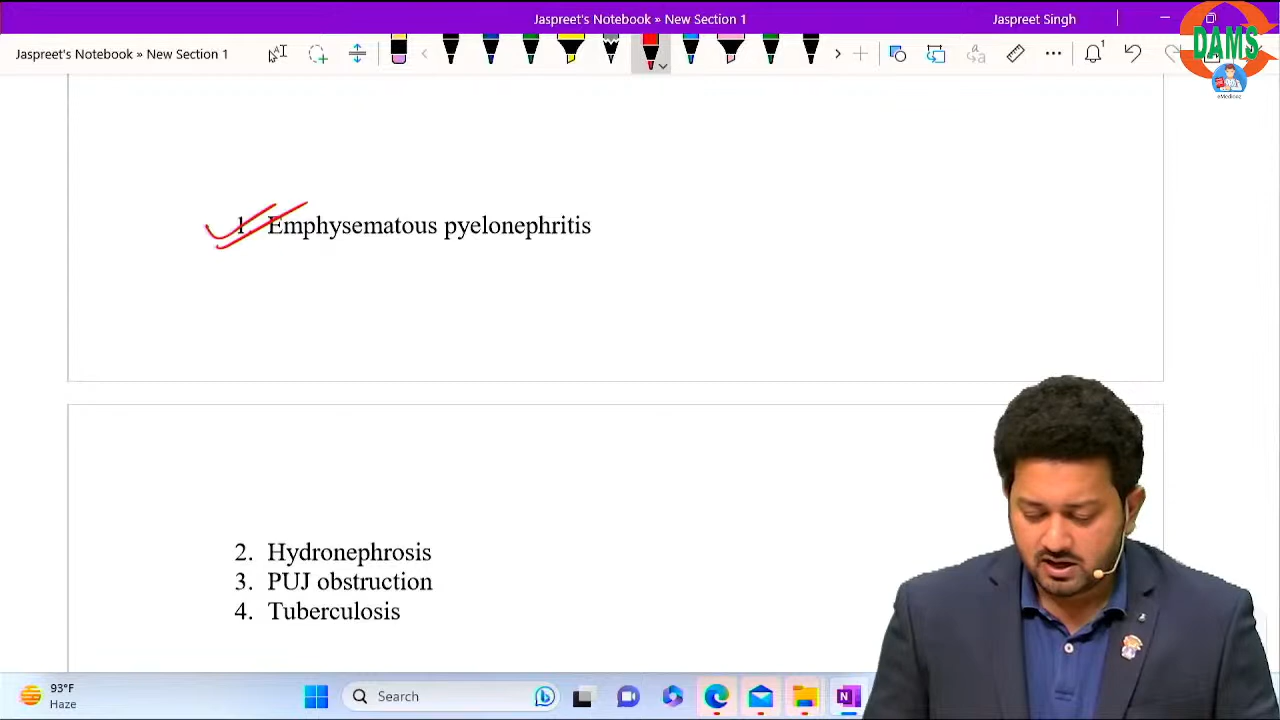 Jaspreet's Notebook » New Section 1
Jaspreet Singh
Jaspreet's Notebook » New Section 1
DAMS
eMedicoz
1. Emphysematous pyelonephritis
2. Hydronephrosis
3. PUJ obstruction
4. Tuberculosis
93°F
Haze
Search